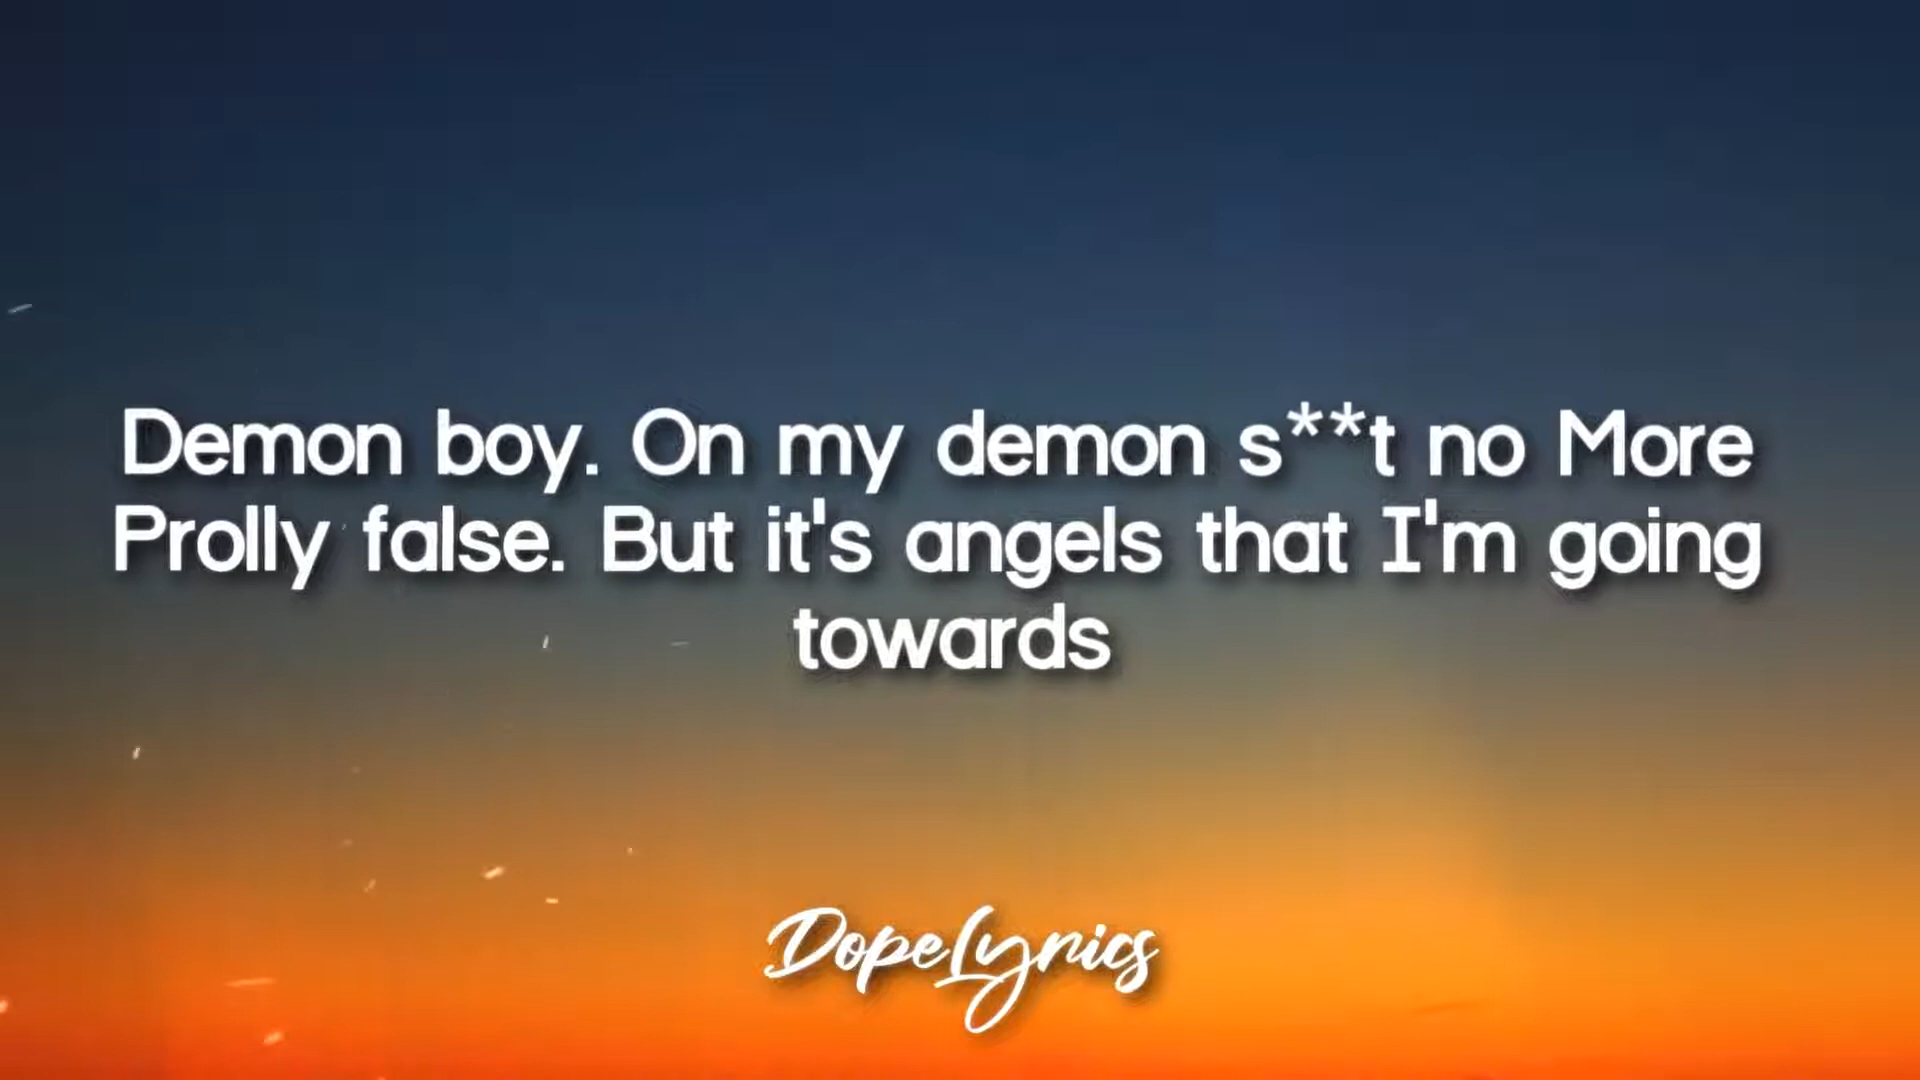 Demon boy. On my demon s**t no More
Prolly false. But it's angels that I'm going
towards
DopeLyrics